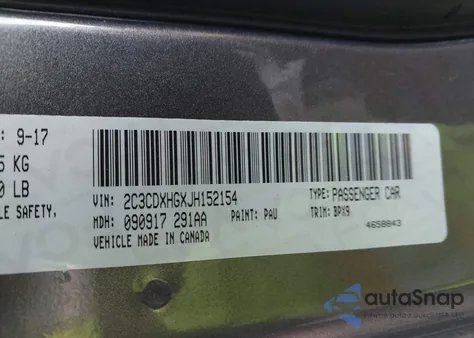 : 9-17
5 KG
0 LB
LE SAFETY,
VIN: 2C3CDXHGXJH152154
TYPE: PASSENGER CAR
MDH: 090917 291AA
PAINT: PAU
TRIM: BPX9
VEHICLE MADE IN CANADA
4658843
autoSnap